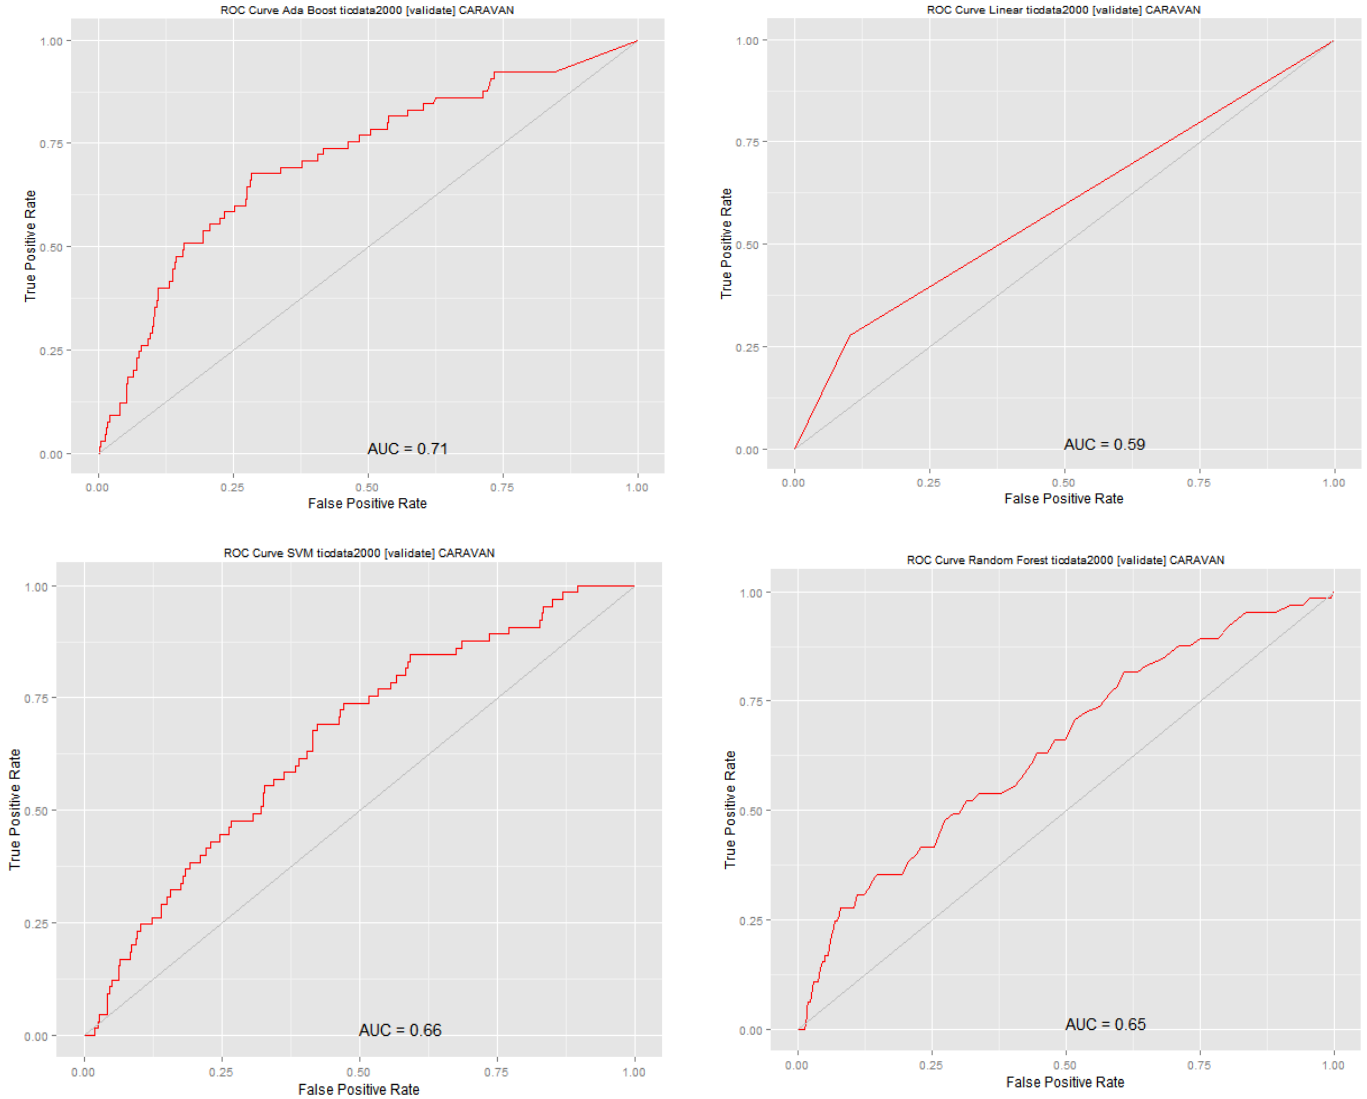 ROC Curve Ada Boost ticdata2000 [validate] CARAVAN
1.00
0.75
0.50
0.25
0.00
True Positive Rate
AUC = 0.71
0.00 0.25 0.50 0.75 1.00
False Positive Rate
ROC Curve Linear ticdata2000 [validate] CARAVAN
1.00
0.75
0.50
0.25
0.00
True Positive Rate
AUC = 0.59
0.00 0.25 0.50 0.75 1.00
False Positive Rate
ROC Curve SVM ticdata2000 [validate] CARAVAN
1.00
0.75
0.50
0.25
0.00
True Positive Rate
AUC = 0.66
0.00 0.25 0.50 0.75 1.00
False Positive Rate
ROC Curve Random Forest ticdata2000 [validate] CARAVAN
1.00
0.75
0.50
0.25
0.00
True Positive Rate
AUC = 0.65
0.00 0.25 0.50 0.75 1.00
False Positive Rate